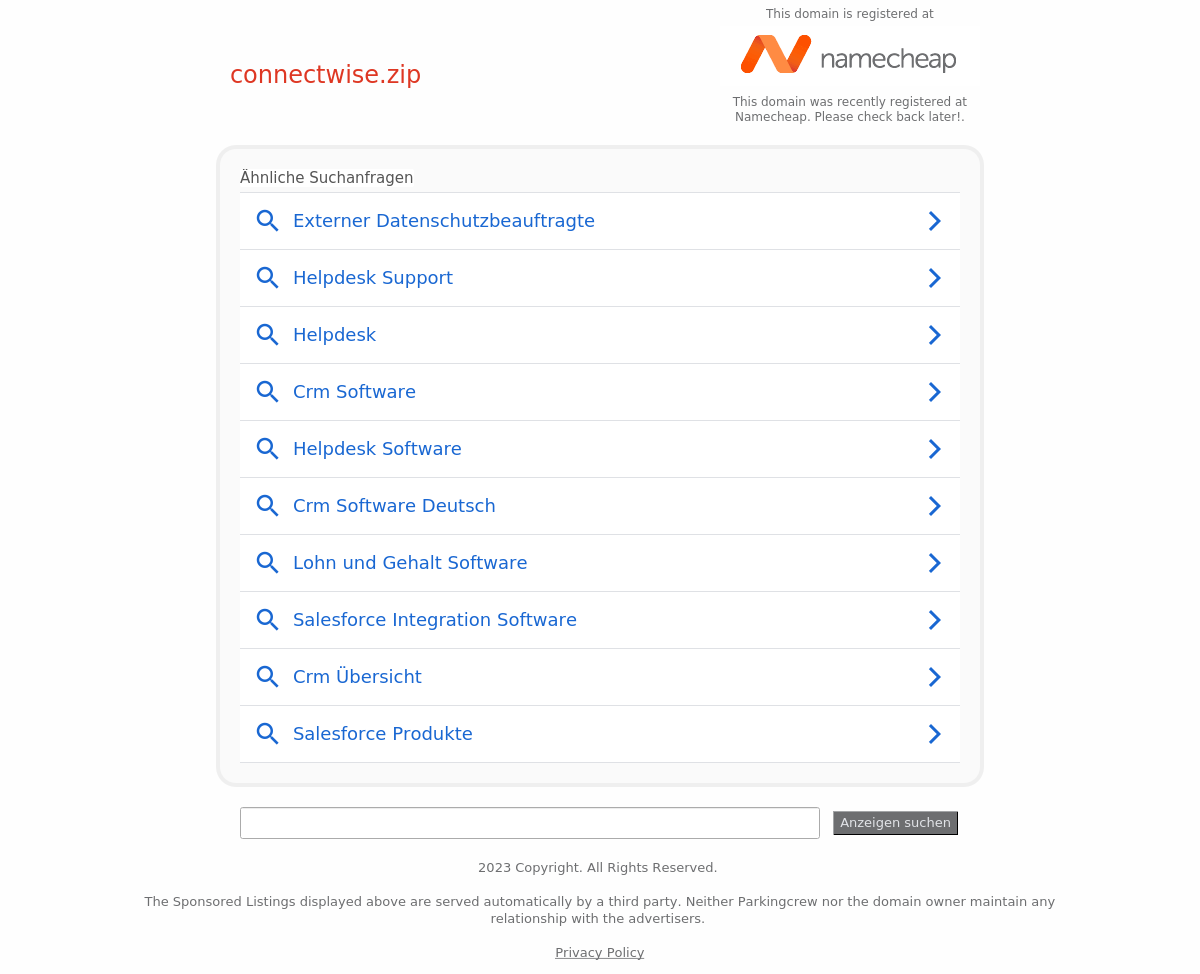 This domain is registered at
namecheap
connectwise.zip
This domain was recently registered at
Namecheap. Please check back later!.
Ähnliche Suchanfragen
Externer Datenschutzbeauftragte
Helpdesk Support
Helpdesk
Crm Software
Helpdesk Software
Crm Software Deutsch
Lohn und Gehalt Software
Salesforce Integration Software
Crm Übersicht
Salesforce Produkte
Anzeigen suchen
2023 Copyright. All Rights Reserved.
The Sponsored Listings displayed above are served automatically by a third party. Neither Parkingcrew nor the domain owner maintain any
relationship with the advertisers.
Privacy Policy